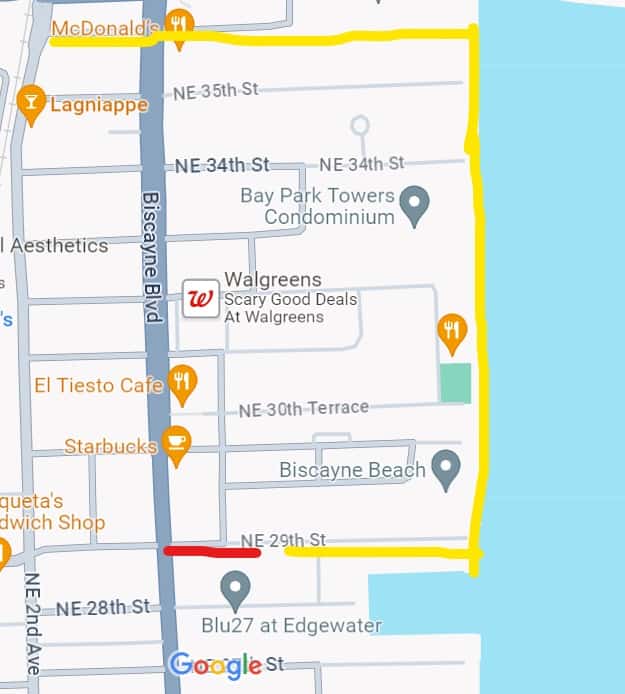 McDonald's
NE 35th St
Lagniappe
NE 34th St
NE 34th St
Bay Park Towers
Condominium
Biscayne Blvd
l Aesthetics
s
's
Walgreens
Scary Good Deals
At Walgreens
El Tiesto Cafe
NE 30th Terrace
Starbucks
Biscayne Beach
queta's
dwich Shop
NE 29th St
NE 2nd Ave
NE 28th St
Blu27 at Edgewater
Google
St